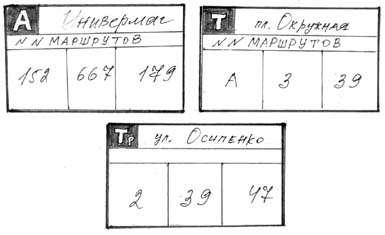 А Универмаг
NN МАРШРУТОВ
152 667 179
Т пл. Окружная
NN МАРШРУТОВ
А 3 39
Тр ул. Осипенко
2 39 47